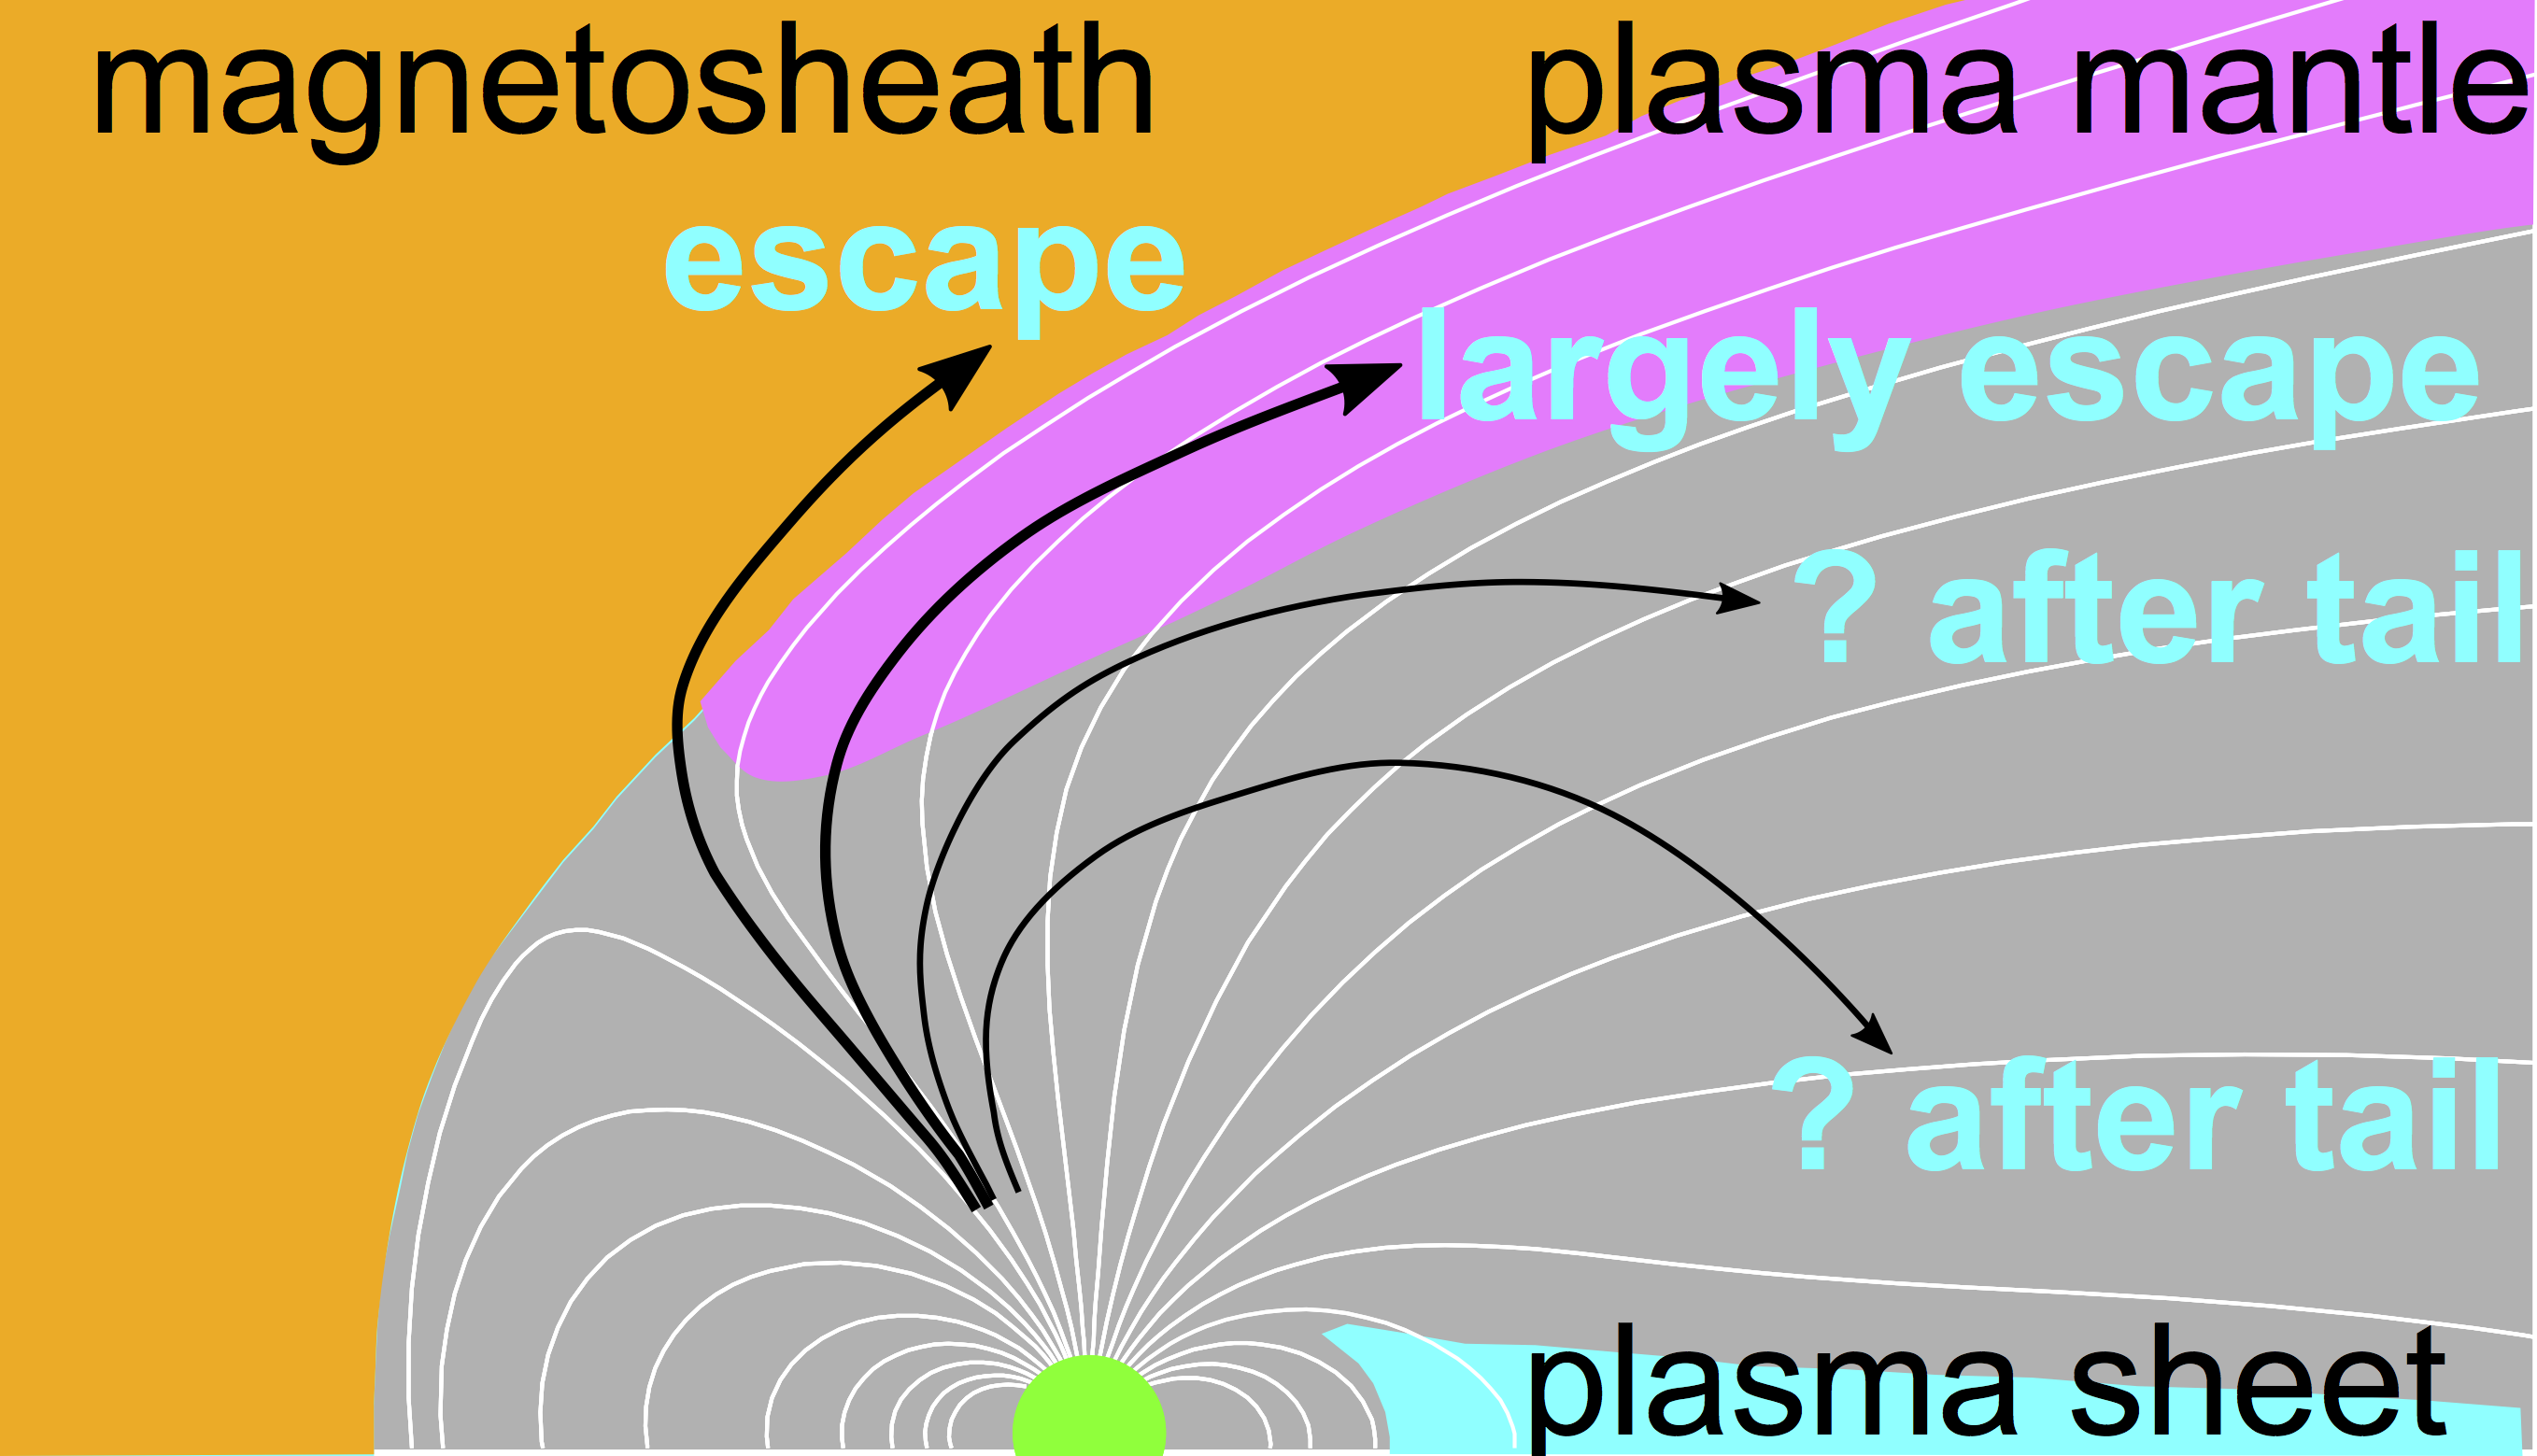 magnetosheath
plasma mantle
escape
largely escape
? after tail
? after tail
plasma sheet